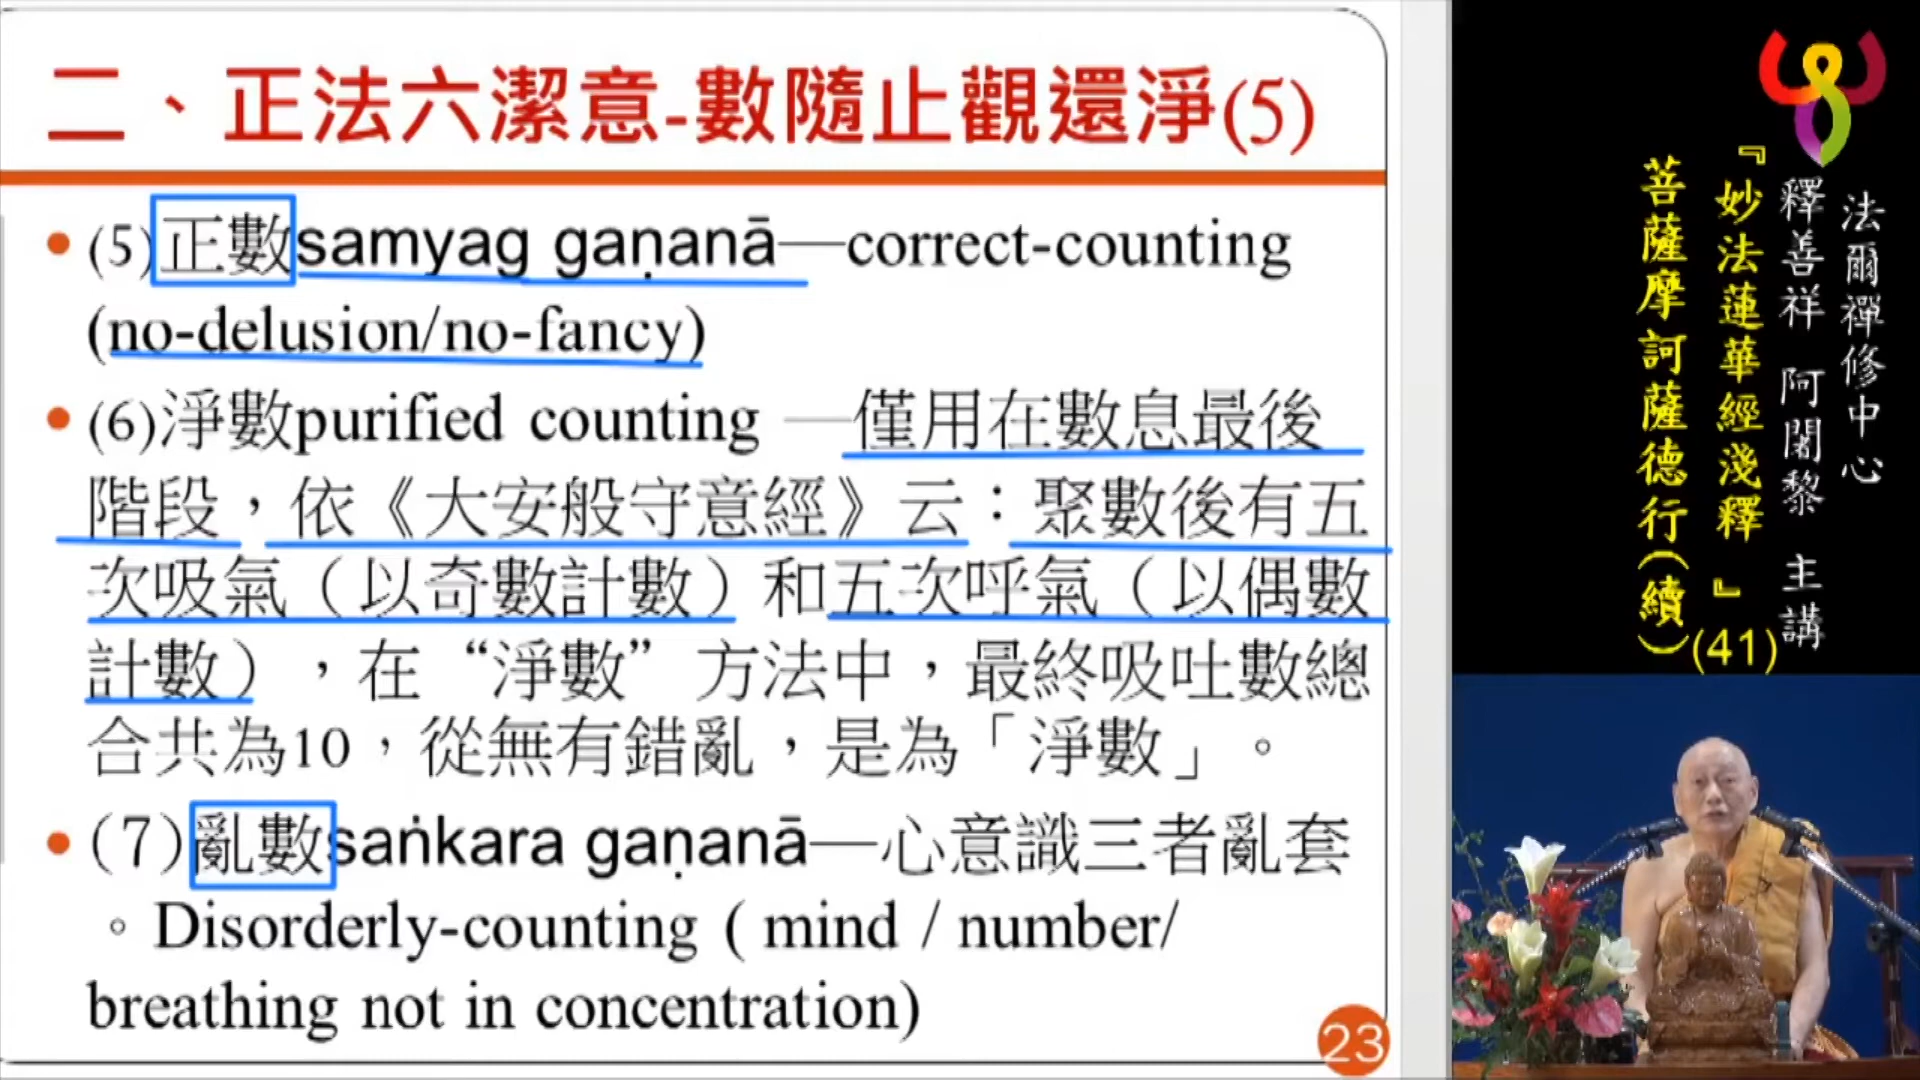 二、正法六潔意-數隨止觀還淨(5)
• (5)正數samyag gaṇanā—correct-counting
(no-delusion/no-fancy)
• (6)淨數purified counting —僅用在數息最後
階段，依《大安般守意經》云：聚數後有五
次吸氣（以奇數計數）和五次呼氣（以偶數
計數），在“淨數”方法中，最終吸吐數總
合共為10，從無有錯亂，是為「淨數」。
• (7)亂數saṅkara gaṇanā—心意識三者亂套
。Disorderly-counting ( mind / number/
breathing not in concentration)
23
法爾禪修中心
釋善祥 阿闍黎 主講
『妙法蓮華經淺釋』
菩薩摩訶薩德行(續)(41)